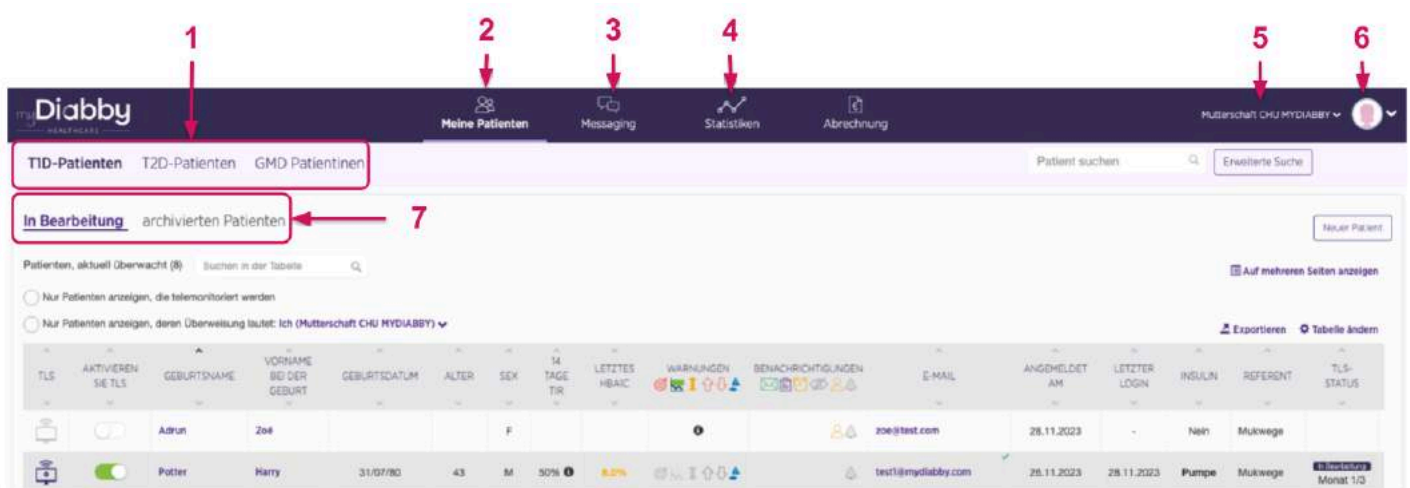 1 2 3 4 5 6
myDiabby
HEALTHCARE
Meine Patienten Messaging Statistiken Abrechnung Mutterschaft CHU MYDIABBY
T1D-Patienten T2D-Patienten GMD Patientinen Patient suchen Erweiterte Suche
In Bearbeitung archivierten Patienten 7
Neuer Patient
Patienten, aktuell überwacht (8) Suchen in der Tabelle Auf mehreren Seiten anzeigen
Nur Patienten anzeigen, die telemonitoriert werden
Nur Patienten anzeigen, deren Überweisung lautet: Ich (Mutterschaft CHU MYDIABBY)
Exportieren Tabelle ändern
TLS AKTIVIEREN SIE TLS GEBURTSNAME VORNAME BEI DER GEBURT GEBURTSDATUM ALTER SEX 14 TAGE TIR LETZTES HBA1C WARNUNGEN BENACHRICHTIGUNGEN E-MAIL ANGEMELDET AM LETZTER LOGIN INSULIN REFERENT TLS-STATUS
Adrun Zoé F zoe@test.com 28.11.2023 - Nein Mukwege
Potter Harry 31/07/80 43 M 50% 8.0% test1@mydiabby.com 28.11.2023 28.11.2023 Pumpe Mukwege In Bearbeitung
Monat 1/3